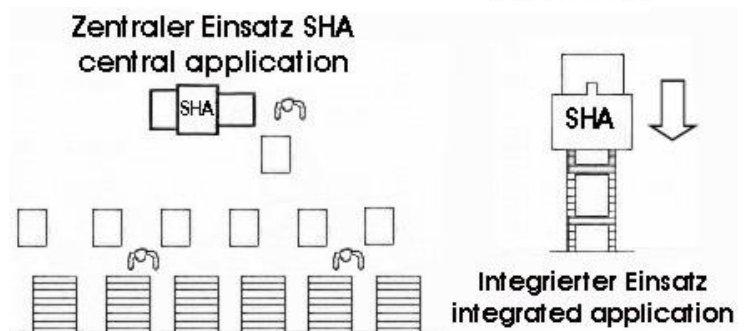 Zentraler Einsatz SHA
central application
SHA
SHA
Integrierter Einsatz
integrated application